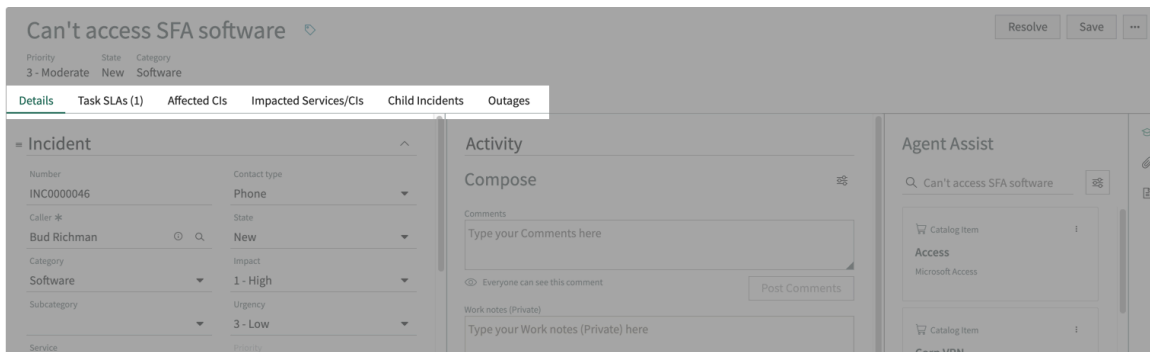 Can't access SFA software
Resolve
Save
Priority
State
Category
3 - Moderate
New
Software
Details
Task SLAs (1)
Affected CIs
Impacted Services/CIs
Child Incidents
Outages
Incident
Number
INC0000046
Contact type
Phone
Caller
Bud Richman
State
New
Category
Software
Impact
1 - High
Subcategory
Urgency
3 - Low
Service
Priority
Activity
Compose
Comments
Type your Comments here
Everyone can see this comment
Post Comments
Work notes (Private)
Type your Work notes (Private) here
Agent Assist
Can't access SFA software
Catalog Item
Access
Microsoft Access
Catalog Item
Corp VPN